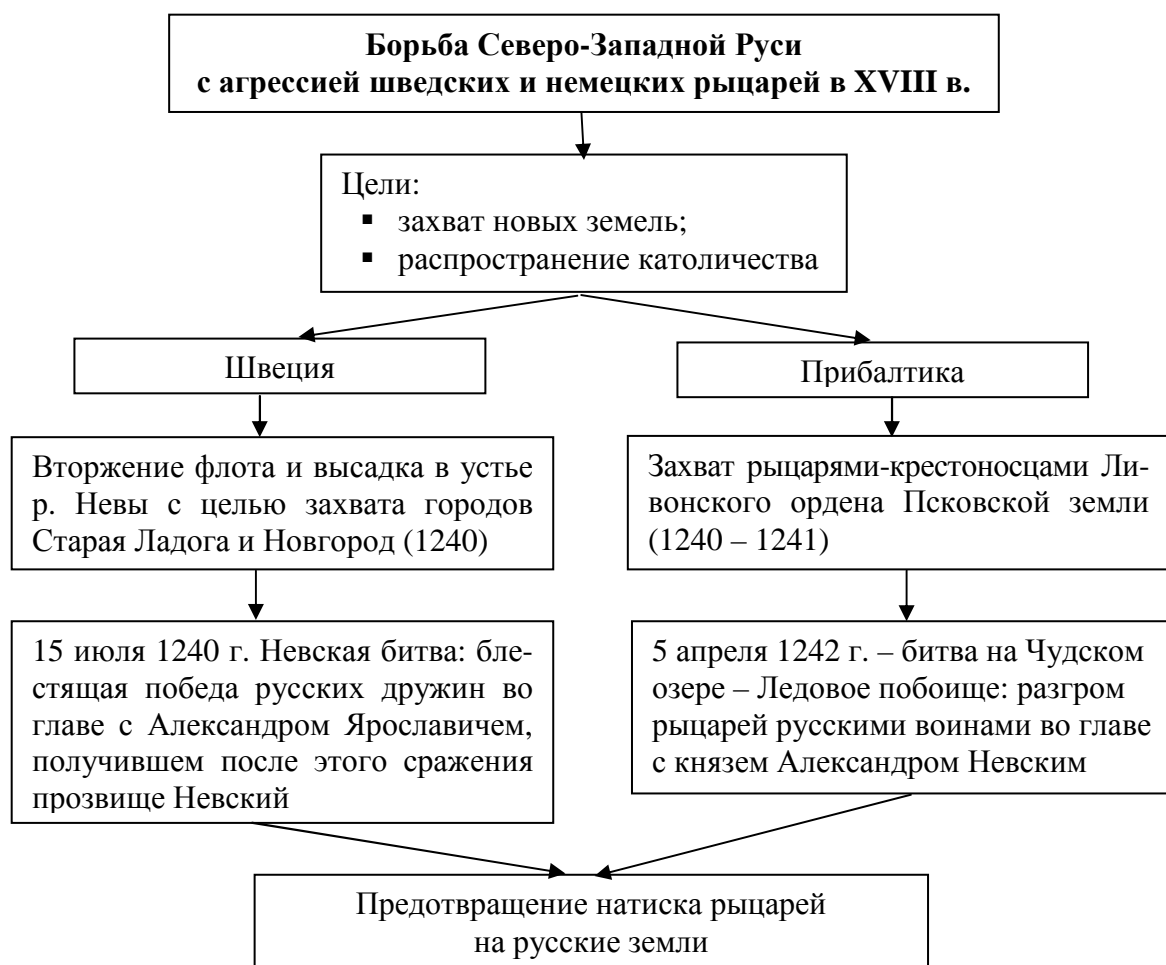 Борьба Северо-Западной Руси
с агрессией шведских и немецких рыцарей в XVIII в.
Цели:
▪ захват новых земель;
▪ распространение католичества
Швеция
Прибалтика
Вторжение флота и высадка в устье
р. Невы с целью захвата городов
Старая Ладога и Новгород (1240)
Захват рыцарями-крестоносцами Ли-
вонского ордена Псковской земли
(1240 – 1241)
15 июля 1240 г. Невская битва: бле-
стящая победа русских дружин во
главе с Александром Ярославичем,
получившем после этого сражения
прозвище Невский
5 апреля 1242 г. – битва на Чудском
озере – Ледовое побоище: разгром
рыцарей русскими воинами во главе
с князем Александром Невским
Предотвращение натиска рыцарей
на русские земли